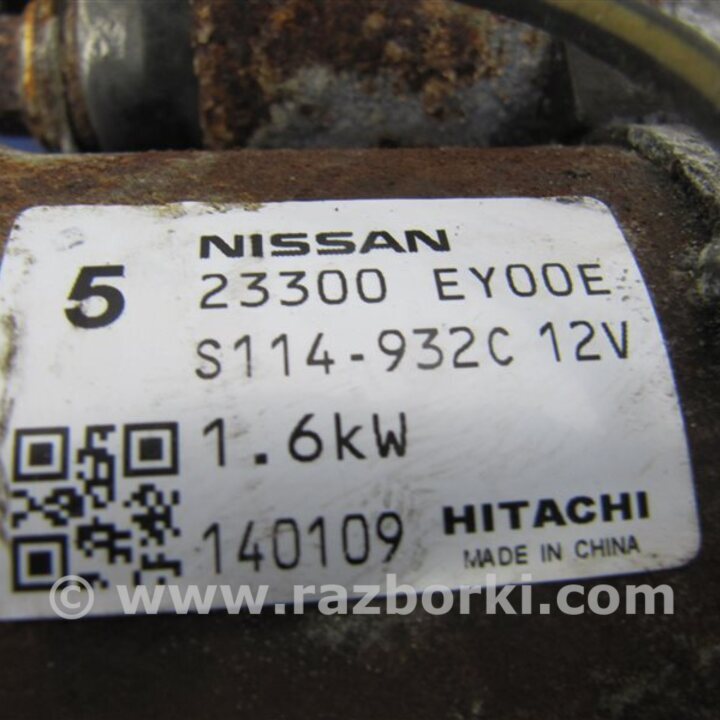 NISSAN
5 23300 EY00E
S114-932C 12V
1.6kW
140109 HITACHI
MADE IN CHINA
© www.razborki.com